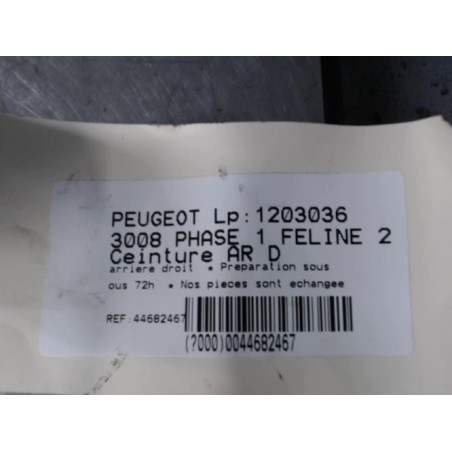 PEUGEOT Lp:1203036
3008 PHASE 1 FELINE 2
Ceinture AR D
arriere droit * Preparation sous
ous 72h * Nos pieces sont echangee
REF:44682467
(?000)0044682467